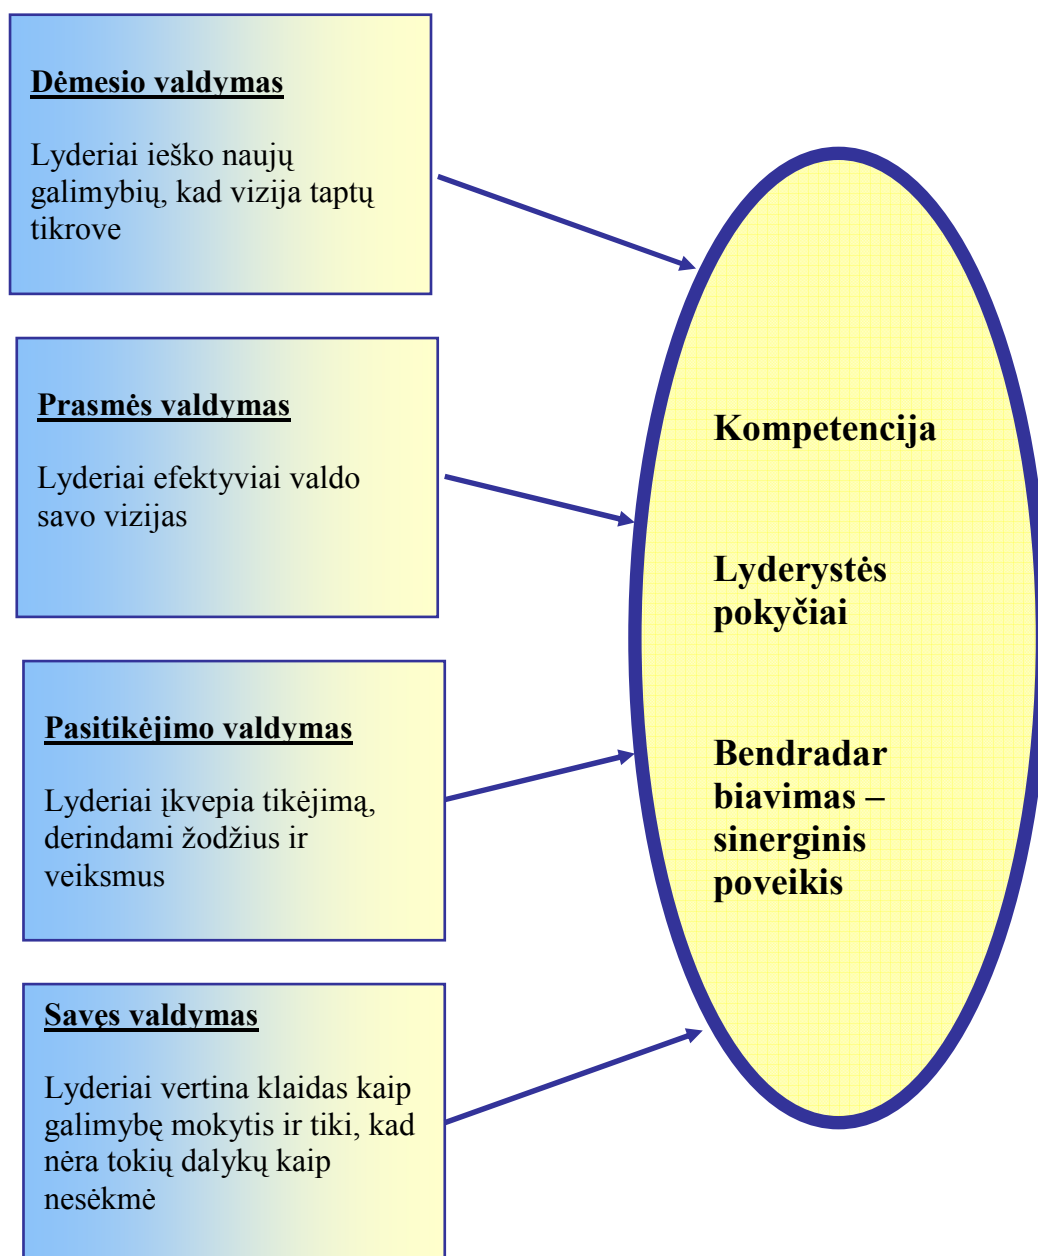 Dėmesio valdymas
Lyderiai ieško naujų
galimybių, kad vizija taptų
tikrove
Prasmės valdymas
Lyderiai efektyviai valdo
savo vizijas
Pasitikėjimo valdymas
Lyderiai įkvepia tikėjimą,
derindami žodžius ir
veiksmus
Savęs valdymas
Lyderiai vertina klaidas kaip
galimybę mokytis ir tiki, kad
nėra tokių dalykų kaip
nesėkmė
Kompetencija
Lyderystės
pokyčiai
Bendradar
biavimas –
sinerginis
poveikis